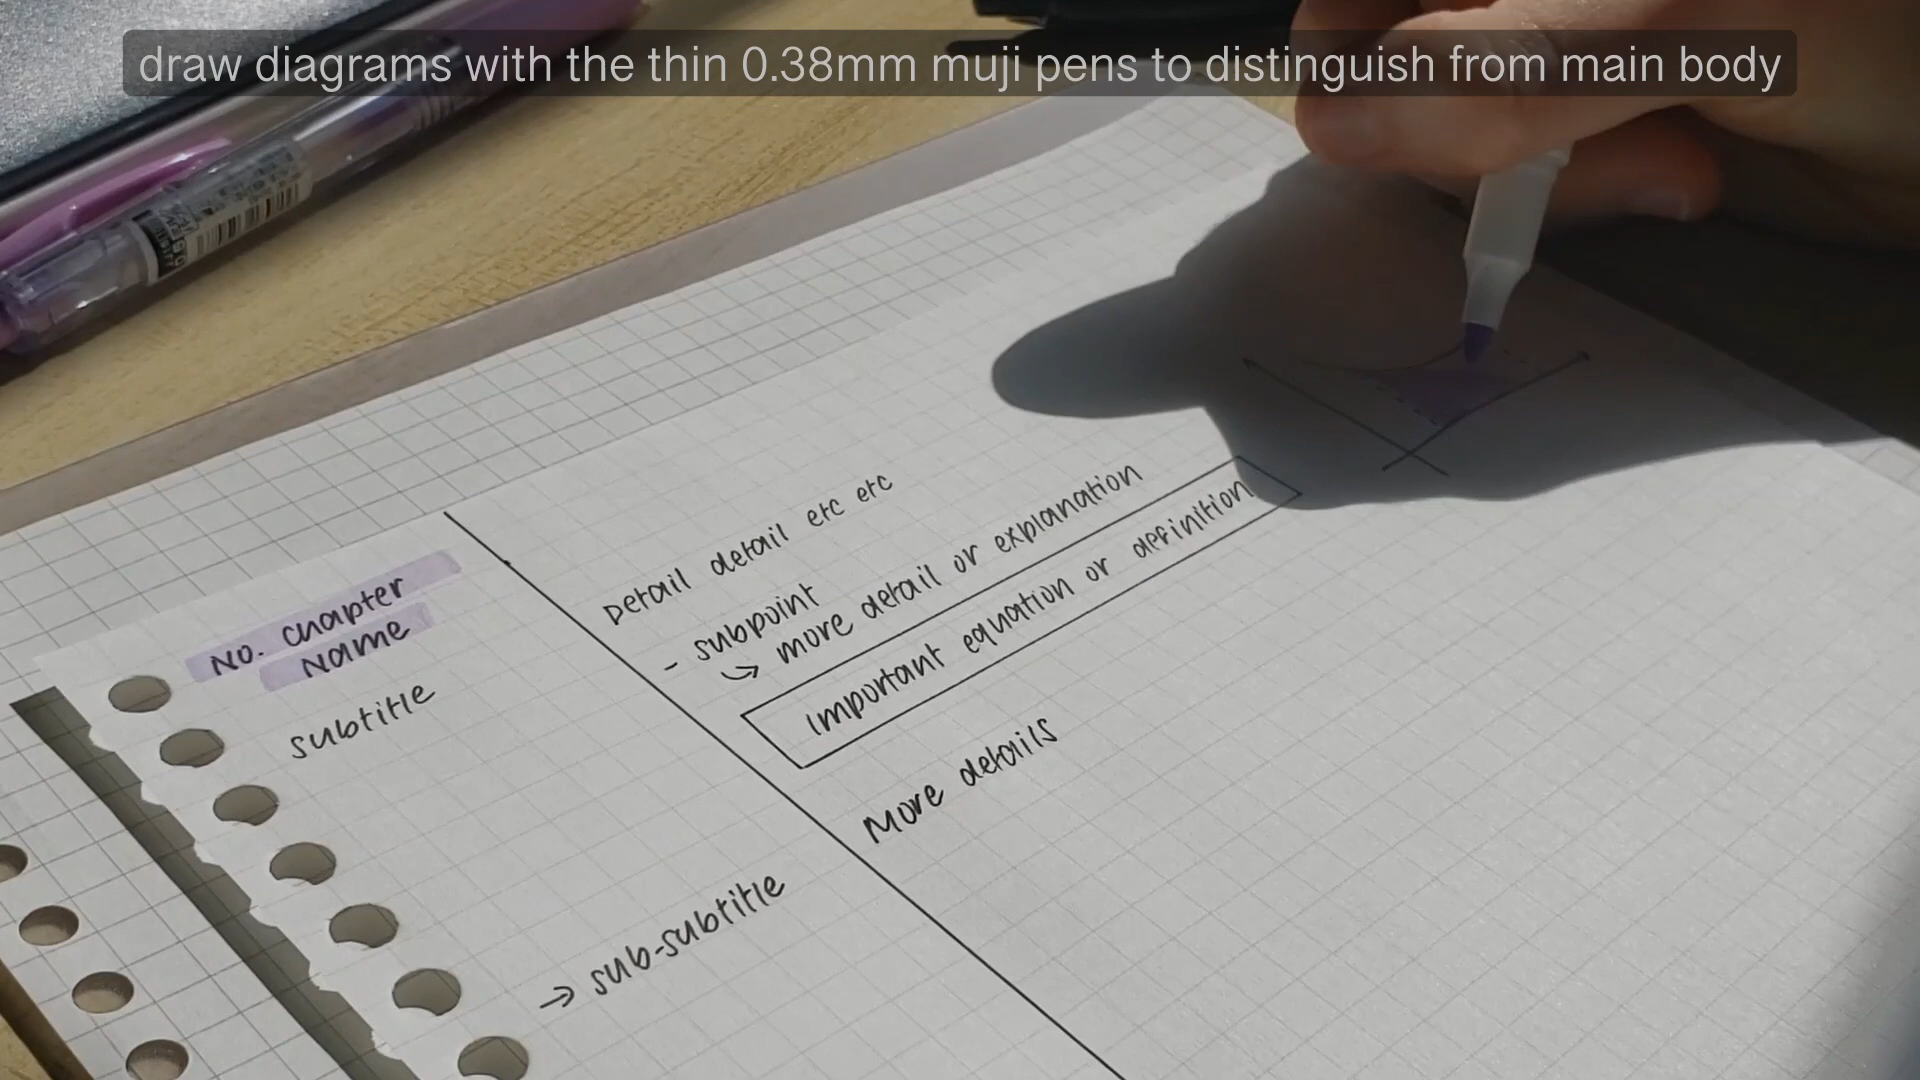 draw diagrams with the thin 0.38mm muji pens to distinguish from main body
No. Chapter
Name
subtitle
→ sub-subtitle
Detail detail etc etc
- subpoint
↳ more detail or explanation
Important equation or definition
More details